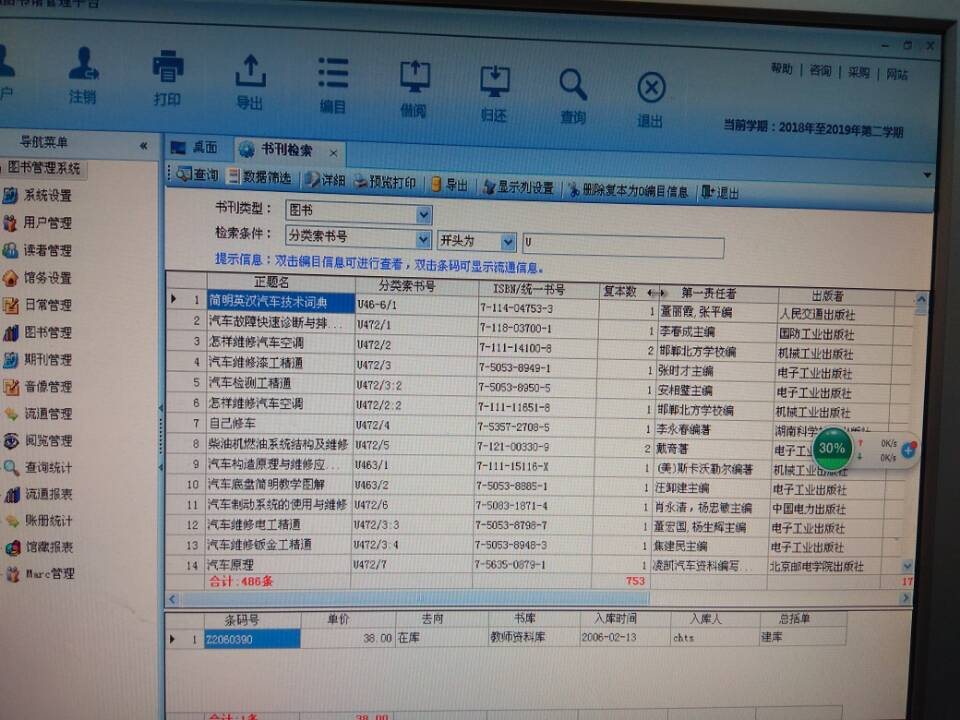 管理平台
户 注销 打印 导出 编目 借阅 归还 查询 退出
帮助 | 咨询 | 采购 | 网站
当前学期：2018年至2019年第二学期
导航菜单 «
图书管理系统
系统设置
用户管理
读者管理
馆务设置
日常管理
图书管理
期刊管理
音像管理
流通管理
阅览管理
查询统计
流通报表
账册统计
馆藏报表
Marc管理
桌面 书刊检索 ×
查询 数据筛选 详细 预览打印 导出 显示列设置 删除复本为0编目信息 退出
书刊类型： 图书
检索条件： 分类索书号 开头为 U
提示信息：双击编目信息可进行查看，双击条码可显示流通信息。
正题名 分类索书号 ISBN/统一书号 复本数 第一责任者 出版者
1 简明英汉汽车技术词典 U46-6/1 7-114-04753-3 1 董丽霞,张平编 人民交通出版社
2 汽车故障快速诊断与排... U472/1 7-118-03700-1 1 李春成主编 国防工业出版社
3 怎样维修汽车空调 U472/2 7-111-14100-8 2 邯郸北方学校编 机械工业出版社
4 汽车维修漆工精通 U472/3 7-5053-8949-1 1 张时才主编 电子工业出版社
5 汽车检测工精通 U472/3:2 7-5053-8950-5 1 安相璧主编 电子工业出版社
6 怎样维修汽车空调 U472/2:2 7-111-11651-8 1 邯郸北方学校编 机械工业出版社
7 自己修车 U472/4 7-5357-2708-5 1 李永春编著 湖南科学
8 柴油机燃油系统结构及维修 U472/5 7-121-00330-9 2 戴奇著 电子工
9 汽车构造原理与维修应... U463/1 7-111-15116-X 1 (美)斯卡沃勒尔编著 机械工业出版社
10 汽车底盘简明教学图解 U463/2 7-5053-8885-1 1 汪卸建主编 电子工业出版社
11 汽车制动系统的使用与维修 U472/6 7-5083-1871-4 1 肖永清，杨忠敏主编 中国电力出版社
12 汽车维修电工精通 U472/3:3 7-5053-8798-7 1 董宏国,杨生辉主编 电子工业出版社
13 汽车维修钣金工精通 U472/3:4 7-5053-8948-3 1 焦建民主编 电子工业出版社
14 汽车原理 U472/7 7-5635-0879-1 1 凌凯汽车资料编写... 北京邮电学院出版社
合计:486条 753 17
30% 0K/s
0K/s
条码号 单价 去向 书库 入库时间 入库人 总括单
1 Z2060390 38.00 在库 教师资料库 2006-02-13 chts 建库
合计:1条 38.00